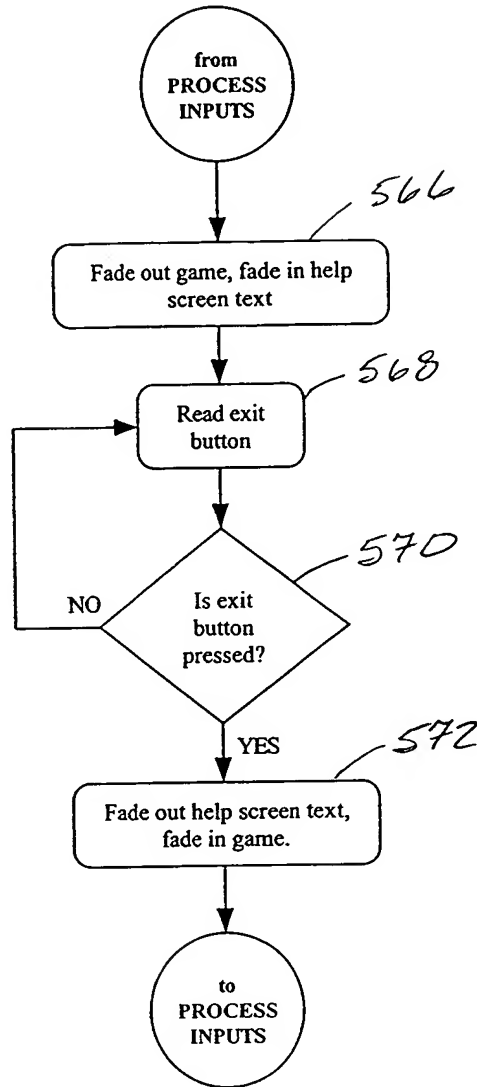 from
PROCESS
INPUTS
566
Fade out game, fade in help
screen text
568
Read exit
button
570
NO
Is exit
button
pressed?
YES
572
Fade out help screen text,
fade in game.
to
PROCESS
INPUTS